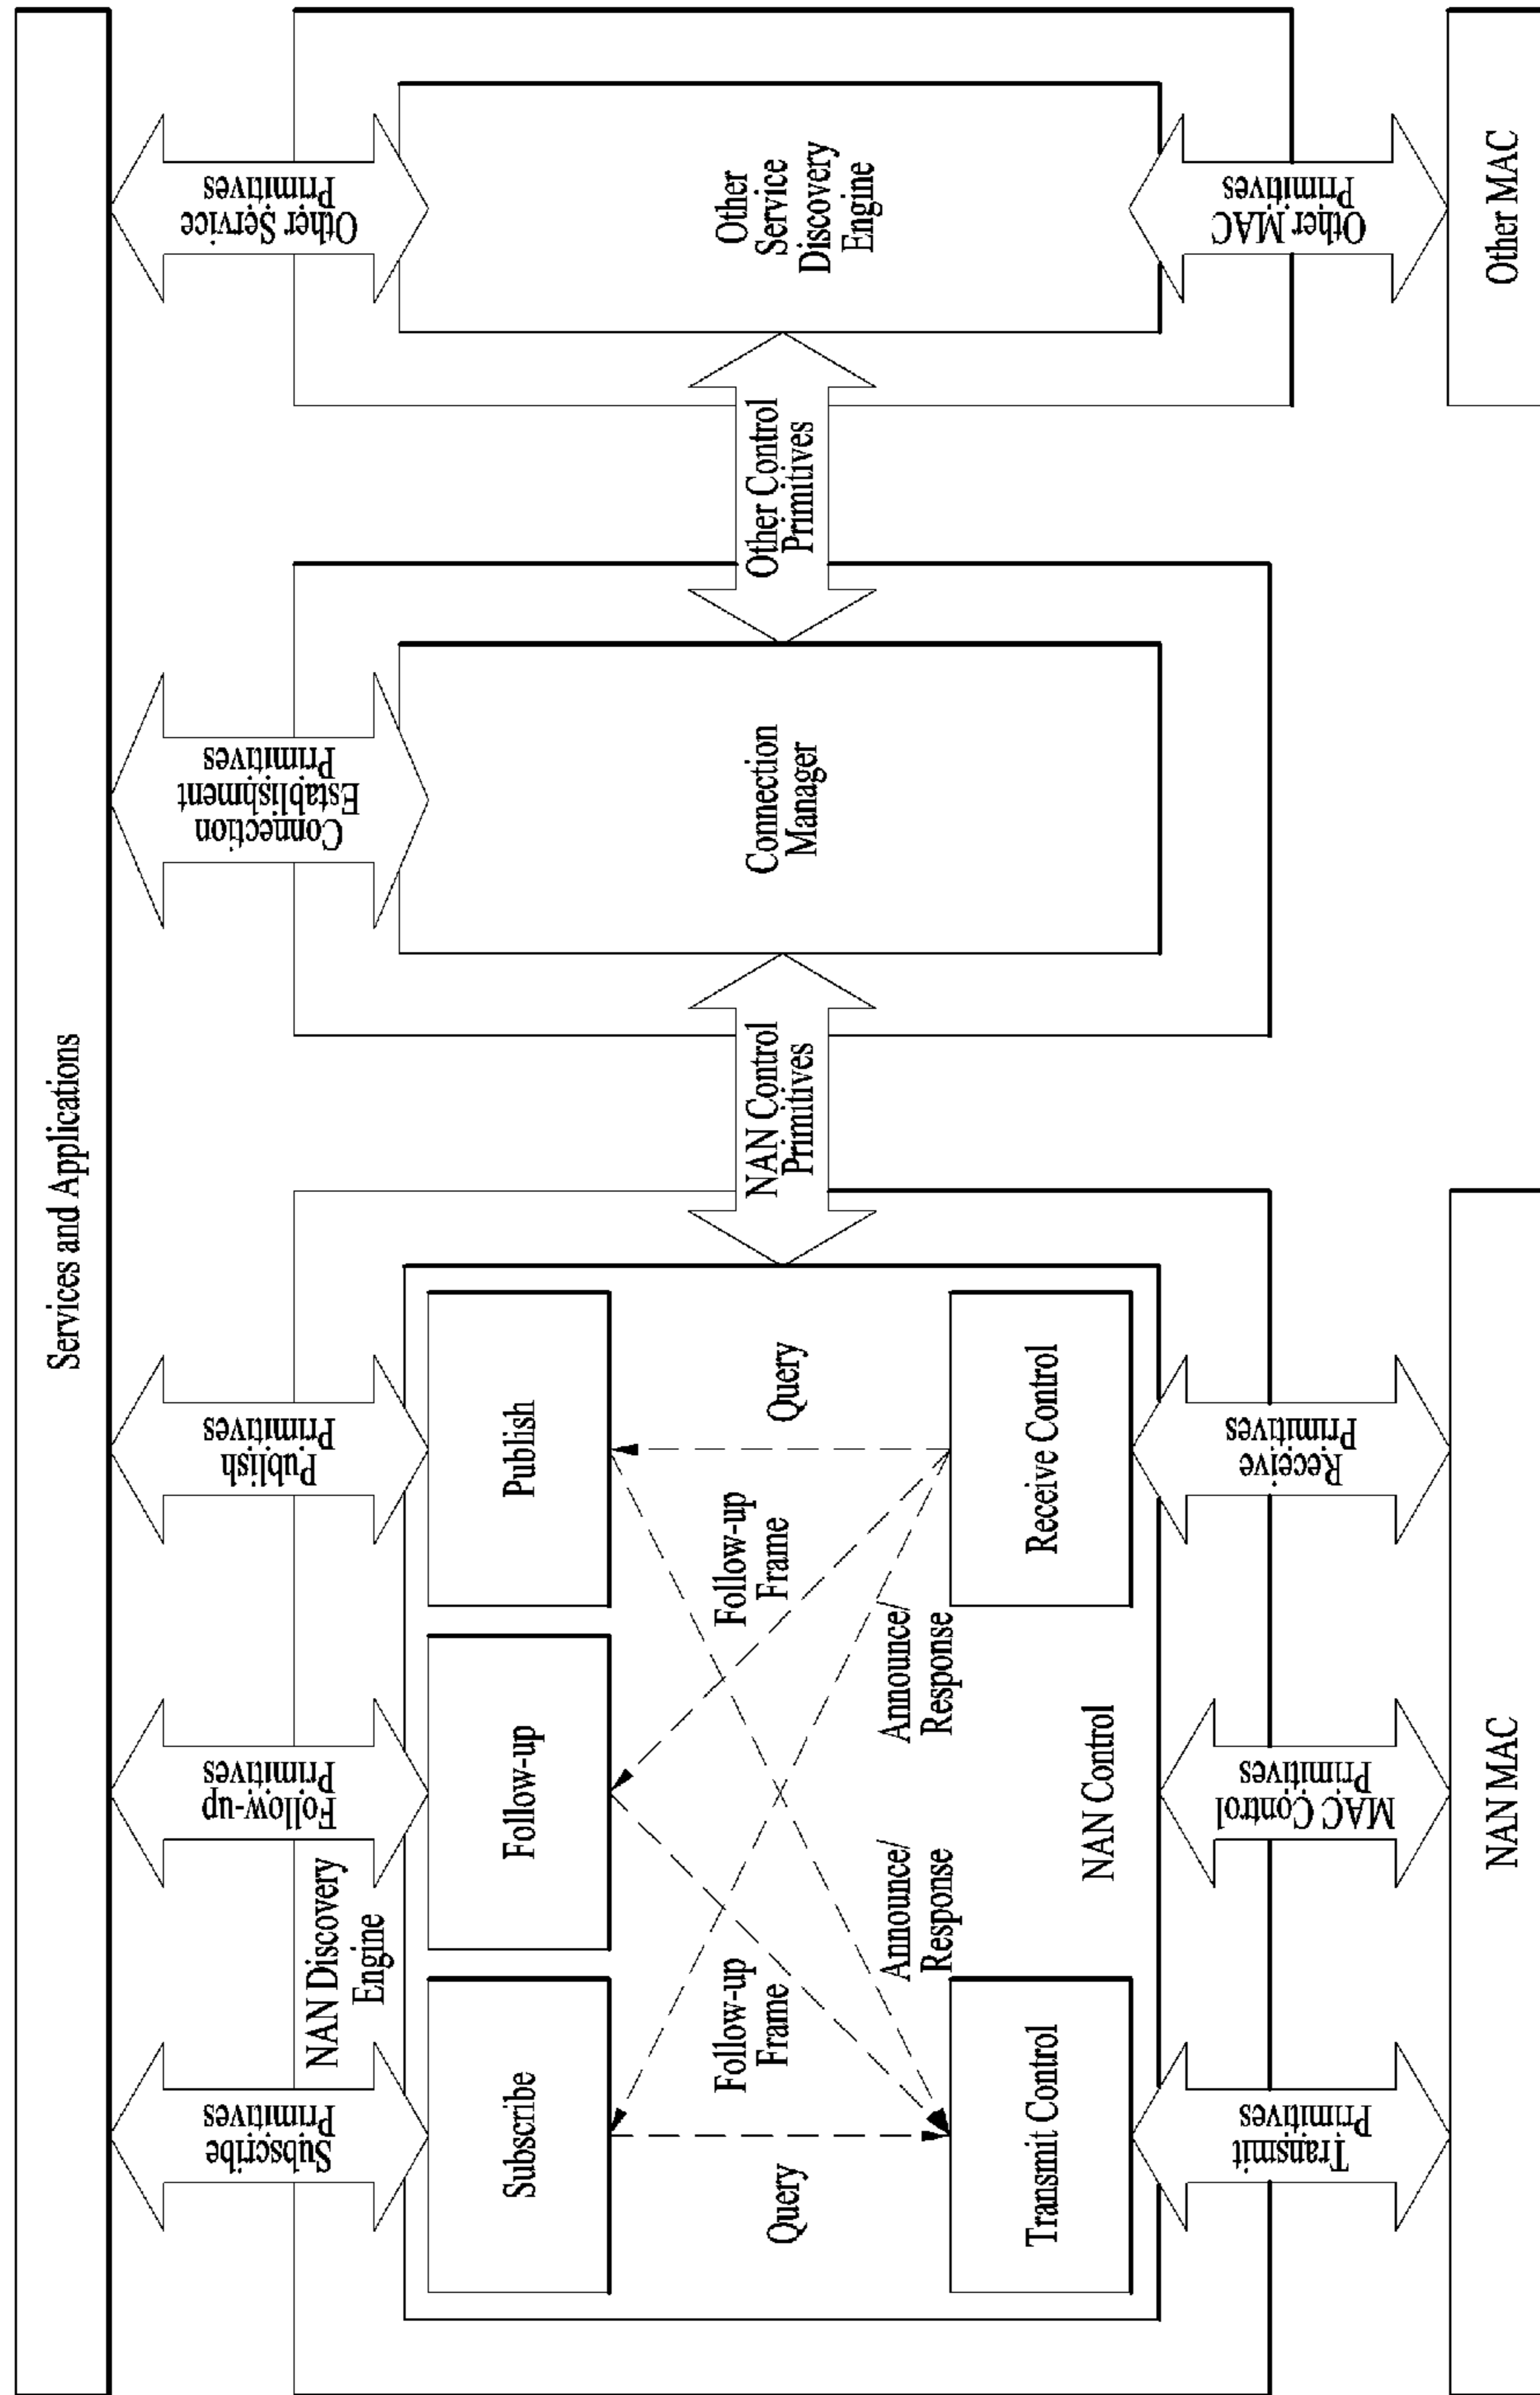 Services and Applications
Subscribe
Primitives
Follow-up
Primitives
Publish
Primitives
Connection
Establishment
Primitives
Other Service
Primitives
NAN Discovery
Engine
Subscribe
Follow-up
Publish
Query
Follow-up
Frame
Follow-up
Frame
Query
Announce/
Response
Announce/
Response
Transmit Control
NAN Control
Receive Control
NAN Control
Primitives
Connection
Manager
Other Control
Primitives
Other
Service
Discovery
Engine
Transmit
Primitives
MAC Control
Primitives
Receive
Primitives
Other MAC
Primitives
NAN MAC
Other MAC